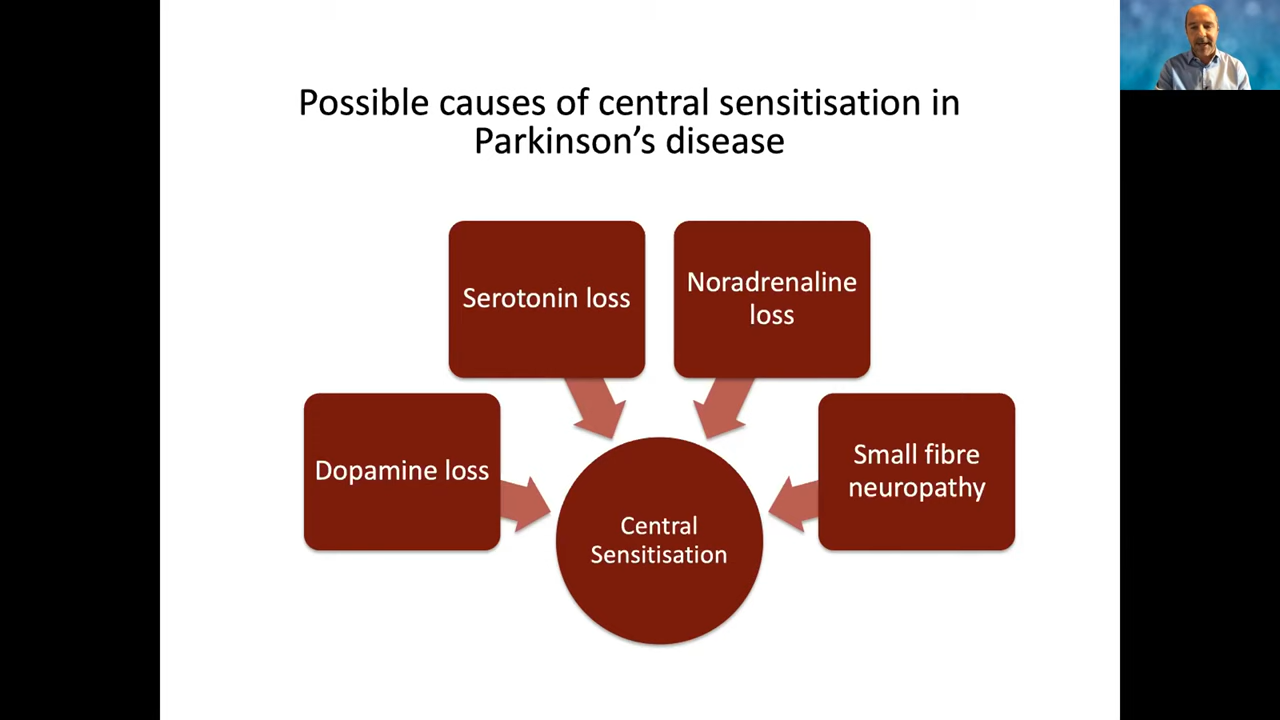 Possible causes of central sensitisation in
Parkinson’s disease
Serotonin loss
Noradrenaline
loss
Dopamine loss
Small fibre
neuropathy
Central
Sensitisation